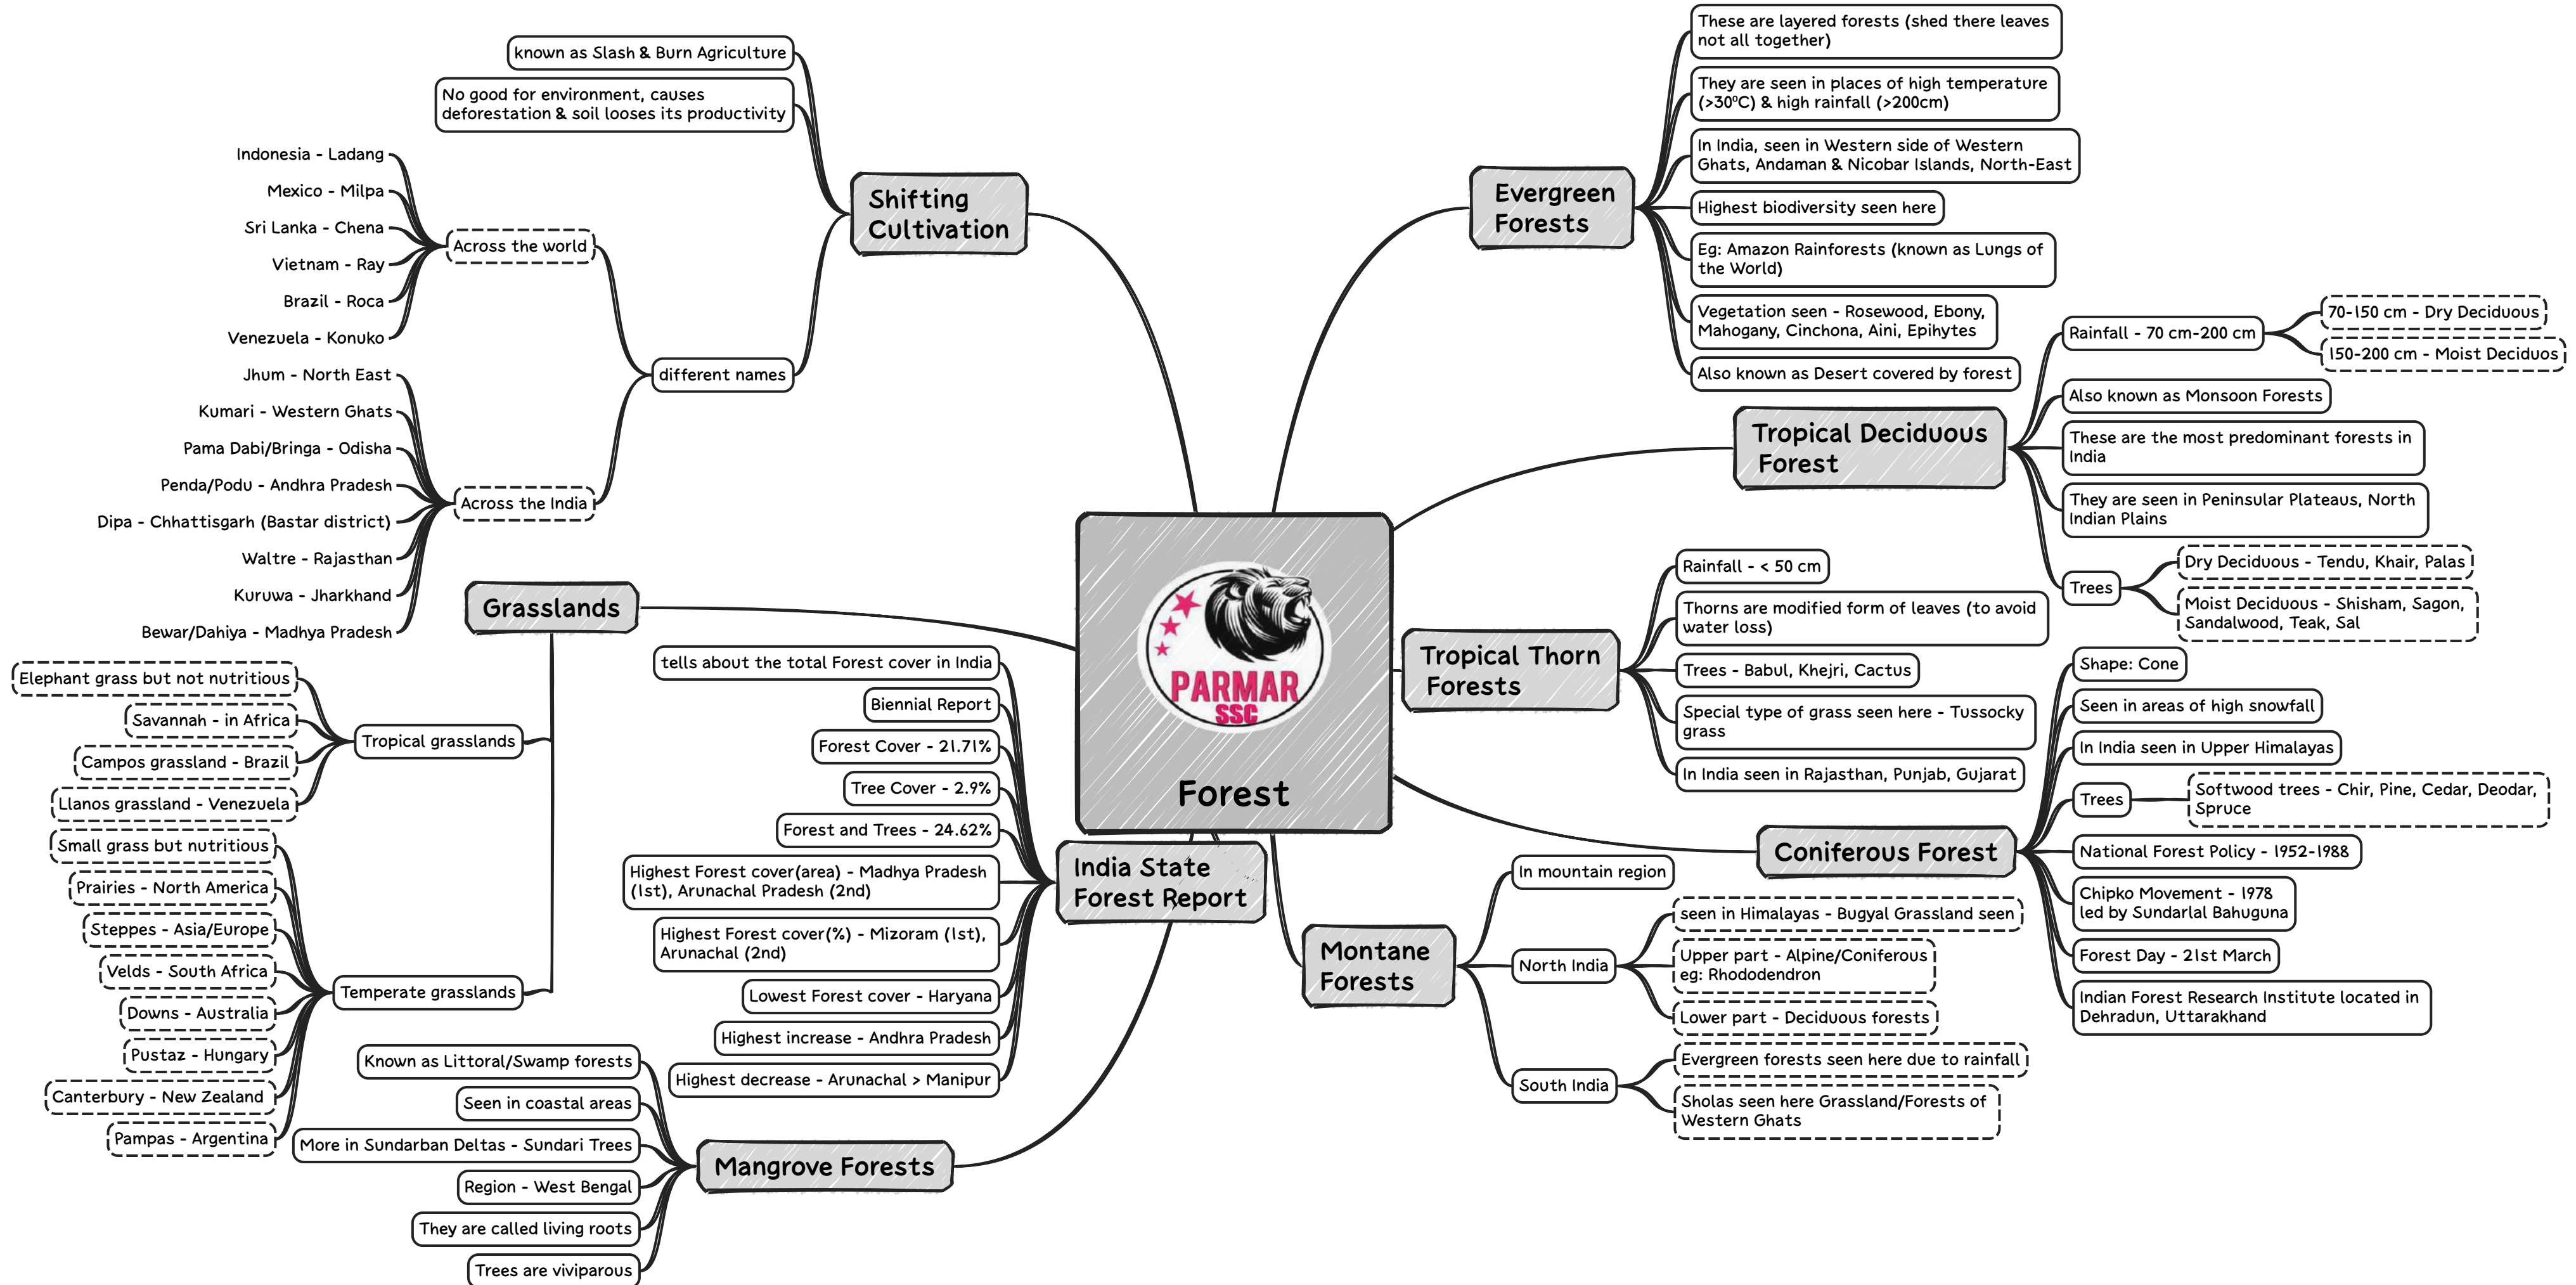 PARMAR
SSC
Forest
Evergreen
Forests
These are layered forests (shed there leaves
not all together)
They are seen in places of high temperature
(>30ºC) & high rainfall (>200cm)
In India, seen in Western side of Western
Ghats, Andaman & Nicobar Islands, North-East
Highest biodiversity seen here
Eg: Amazon Rainforests (known as Lungs of
the World)
Vegetation seen - Rosewood, Ebony,
Mahogany, Cinchona, Aini, Epihytes
Also known as Desert covered by forest
Tropical Deciduous
Forest
Rainfall - 70 cm-200 cm
70-150 cm - Dry Deciduous
150-200 cm - Moist Deciduos
Also known as Monsoon Forests
These are the most predominant forests in
India
They are seen in Peninsular Plateaus, North
Indian Plains
Trees
Dry Deciduous - Tendu, Khair, Palas
Moist Deciduous - Shisham, Sagon,
Sandalwood, Teak, Sal
Tropical Thorn
Forests
Rainfall - < 50 cm
Thorns are modified form of leaves (to avoid
water loss)
Trees - Babul, Khejri, Cactus
Special type of grass seen here - Tussocky
grass
In India seen in Rajasthan, Punjab, Gujarat
Coniferous Forest
Shape: Cone
Seen in areas of high snowfall
In India seen in Upper Himalayas
Trees
Softwood trees - Chir, Pine, Cedar, Deodar,
Spruce
National Forest Policy - 1952-1988
Chipko Movement - 1978
led by Sundarlal Bahuguna
Forest Day - 21st March
Indian Forest Research Institute located in
Dehradun, Uttarakhand
Montane
Forests
In mountain region
North India
seen in Himalayas - Bugyal Grassland seen
Upper part - Alpine/Coniferous
eg: Rhododendron
Lower part - Deciduous forests
South India
Evergreen forests seen here due to rainfall
Sholas seen here Grassland/Forests of
Western Ghats
Shifting
Cultivation
known as Slash & Burn Agriculture
No good for environment, causes
deforestation & soil looses its productivity
different names
Across the world
Indonesia - Ladang
Mexico - Milpa
Sri Lanka - Chena
Vietnam - Ray
Brazil - Roca
Venezuela - Konuko
Across the India
Jhum - North East
Kumari - Western Ghats
Pama Dabi/Bringa - Odisha
Penda/Podu - Andhra Pradesh
Dipa - Chhattisgarh (Bastar district)
Waltre - Rajasthan
Kuruwa - Jharkhand
Bewar/Dahiya - Madhya Pradesh
Grasslands
Tropical grasslands
Elephant grass but not nutritious
Savannah - in Africa
Campos grassland - Brazil
Llanos grassland - Venezuela
Temperate grasslands
Small grass but nutritious
Prairies - North America
Steppes - Asia/Europe
Velds - South Africa
Downs - Australia
Pustaz - Hungary
Canterbury - New Zealand
Pampas - Argentina
India State
Forest Report
tells about the total Forest cover in India
Biennial Report
Forest Cover - 21.71%
Tree Cover - 2.9%
Forest and Trees - 24.62%
Highest Forest cover(area) - Madhya Pradesh
(1st), Arunachal Pradesh (2nd)
Highest Forest cover(%) - Mizoram (1st),
Arunachal (2nd)
Lowest Forest cover - Haryana
Highest increase - Andhra Pradesh
Highest decrease - Arunachal > Manipur
Mangrove Forests
Known as Littoral/Swamp forests
Seen in coastal areas
More in Sundarban Deltas - Sundari Trees
Region - West Bengal
They are called living roots
Trees are viviparous